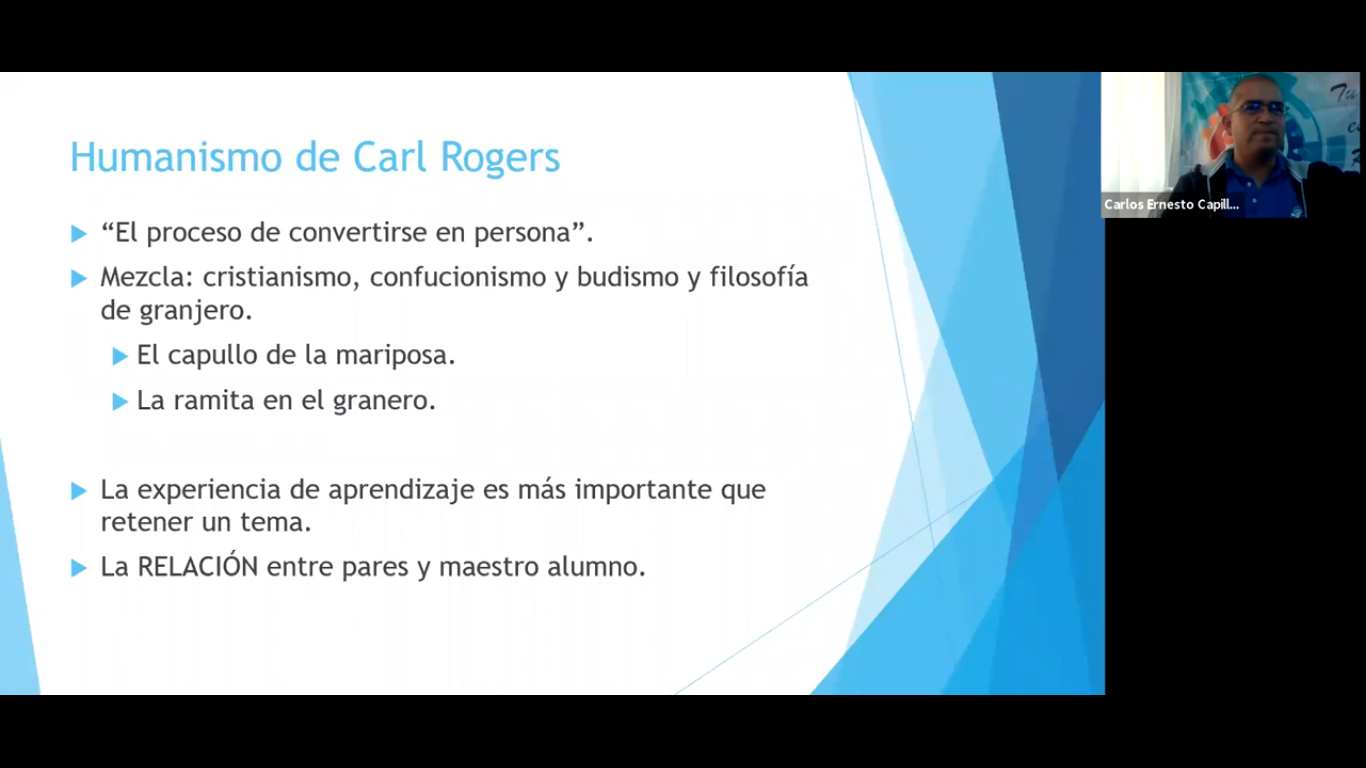 Humanismo de Carl Rogers
“El proceso de convertirse en persona”.
Mezcla: cristianismo, confucionismo y budismo y filosofía
de granjero.
El capullo de la mariposa.
La ramita en el granero.
La experiencia de aprendizaje es más importante que
retener un tema.
La RELACIÓN entre pares y maestro alumno.
Tu
Carlos Ernesto Capill...